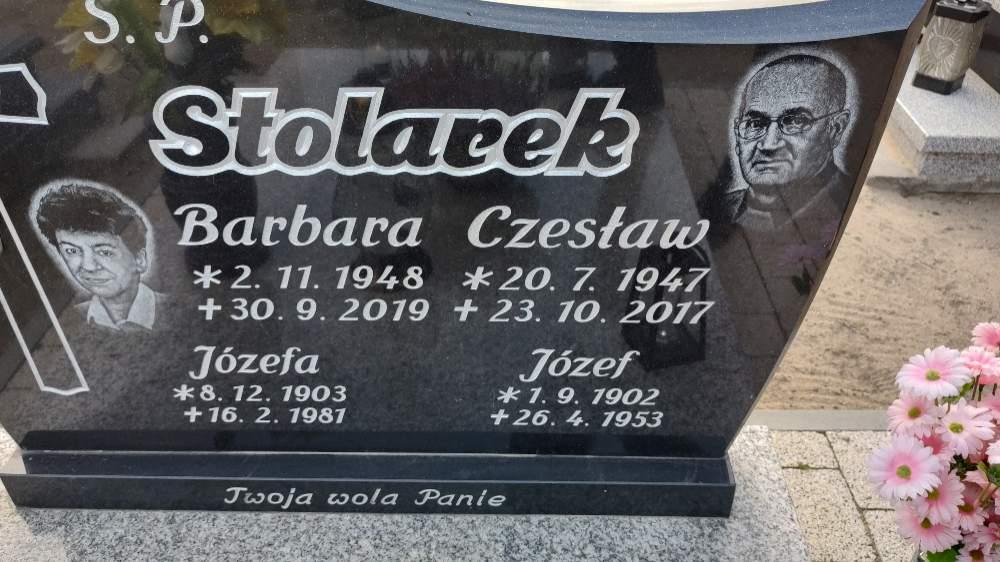 S. P.
Stolarek
Barbara Czesław
* 2. 11. 1948 * 20. 7. 1947
+ 30. 9. 2019 + 23. 10. 2017
Józefa Józef
* 8. 12. 1903 * 1. 9. 1902
+ 16. 2. 1981 + 26. 4. 1953
Twoja wola Panie